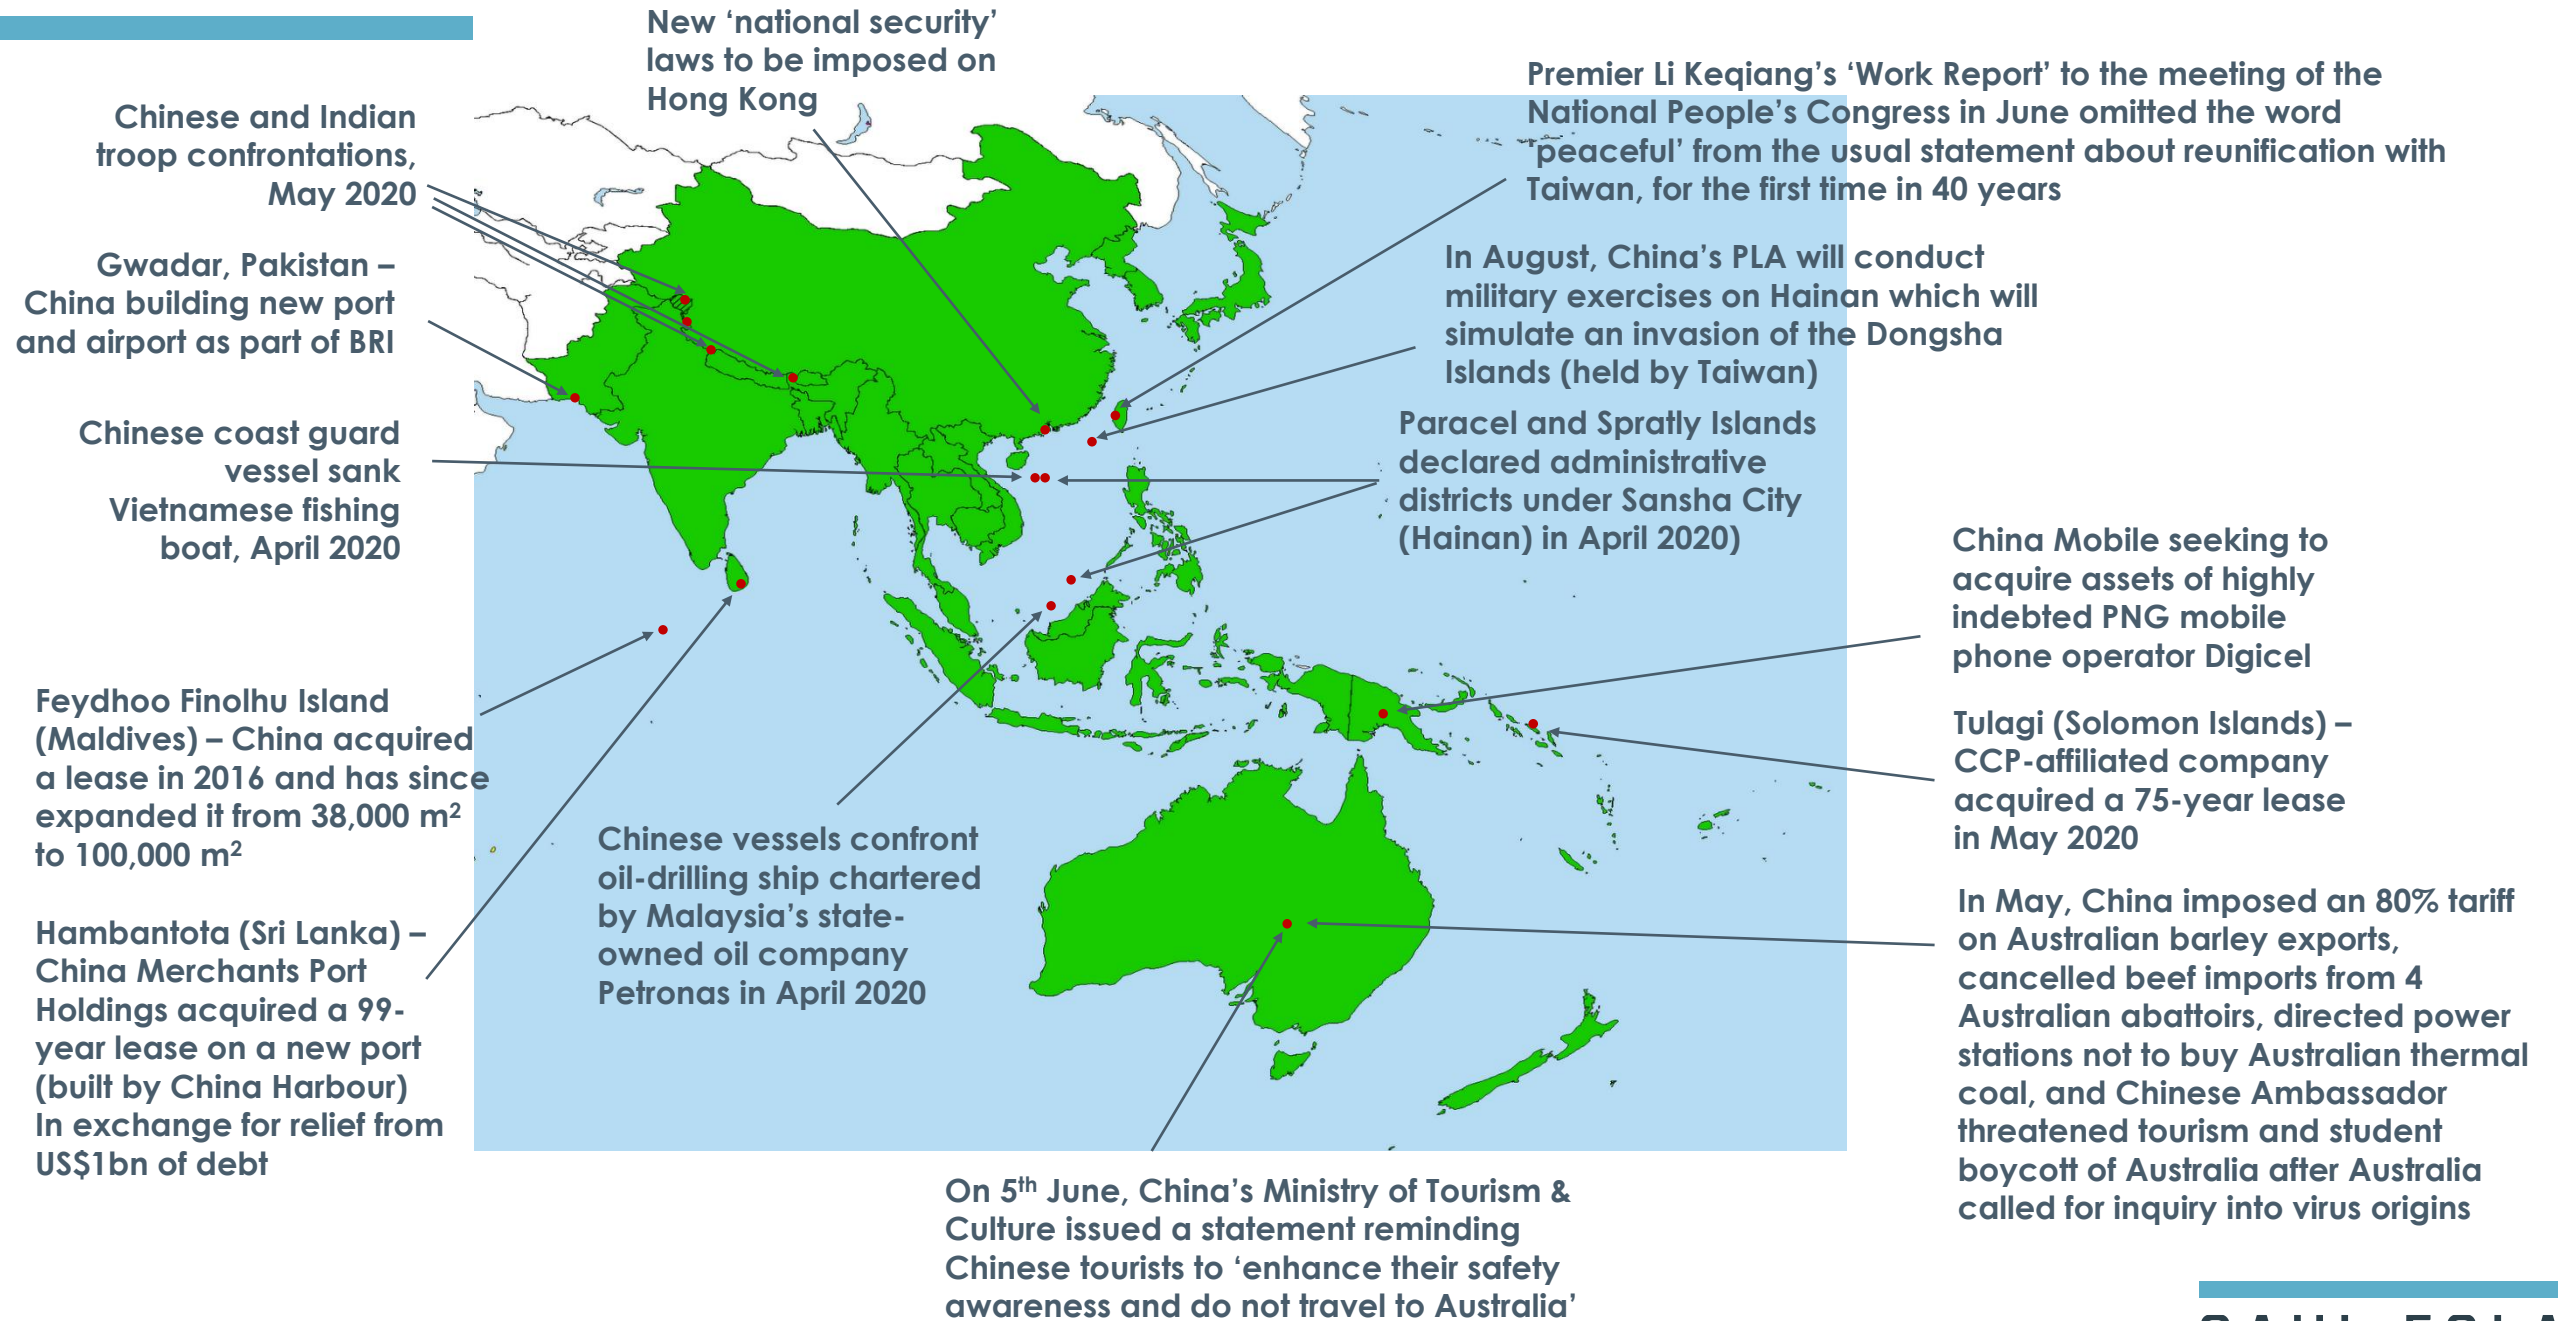 New ‘national security’
laws to be imposed on
Hong Kong
Premier Li Keqiang’s ‘Work Report’ to the meeting of the
National People’s Congress in June omitted the word
‘peaceful’ from the usual statement about reunification with
Taiwan, for the first time in 40 years
Chinese and Indian
troop confrontations,
May 2020
In August, China’s PLA will conduct
military exercises on Hainan which will
simulate an invasion of the Dongsha
Islands (held by Taiwan)
Gwadar, Pakistan –
China building new port
and airport as part of BRI
Paracel and Spratly Islands
declared administrative
districts under Sansha City
(Hainan) in April 2020)
Chinese coast guard
vessel sank
Vietnamese fishing
boat, April 2020
China Mobile seeking to
acquire assets of highly
indebted PNG mobile
phone operator Digicel
Feydhoo Finolhu Island
(Maldives) – China acquired
a lease in 2016 and has since
expanded it from 38,000 m²
to 100,000 m²
Tulagi (Solomon Islands) –
CCP-affiliated company
acquired a 75-year lease
in May 2020
Chinese vessels confront
oil-drilling ship chartered
by Malaysia’s state-
owned oil company
Petronas in April 2020
In May, China imposed an 80% tariff
on Australian barley exports,
cancelled beef imports from 4
Australian abattoirs, directed power
stations not to buy Australian thermal
coal, and Chinese Ambassador
threatened tourism and student
boycott of Australia after Australia
called for inquiry into virus origins
Hambantota (Sri Lanka) –
China Merchants Port
Holdings acquired a 99-
year lease on a new port
(built by China Harbour)
In exchange for relief from
US$1bn of debt
On 5th June, China’s Ministry of Tourism &
Culture issued a statement reminding
Chinese tourists to ‘enhance their safety
awareness and do not travel to Australia’